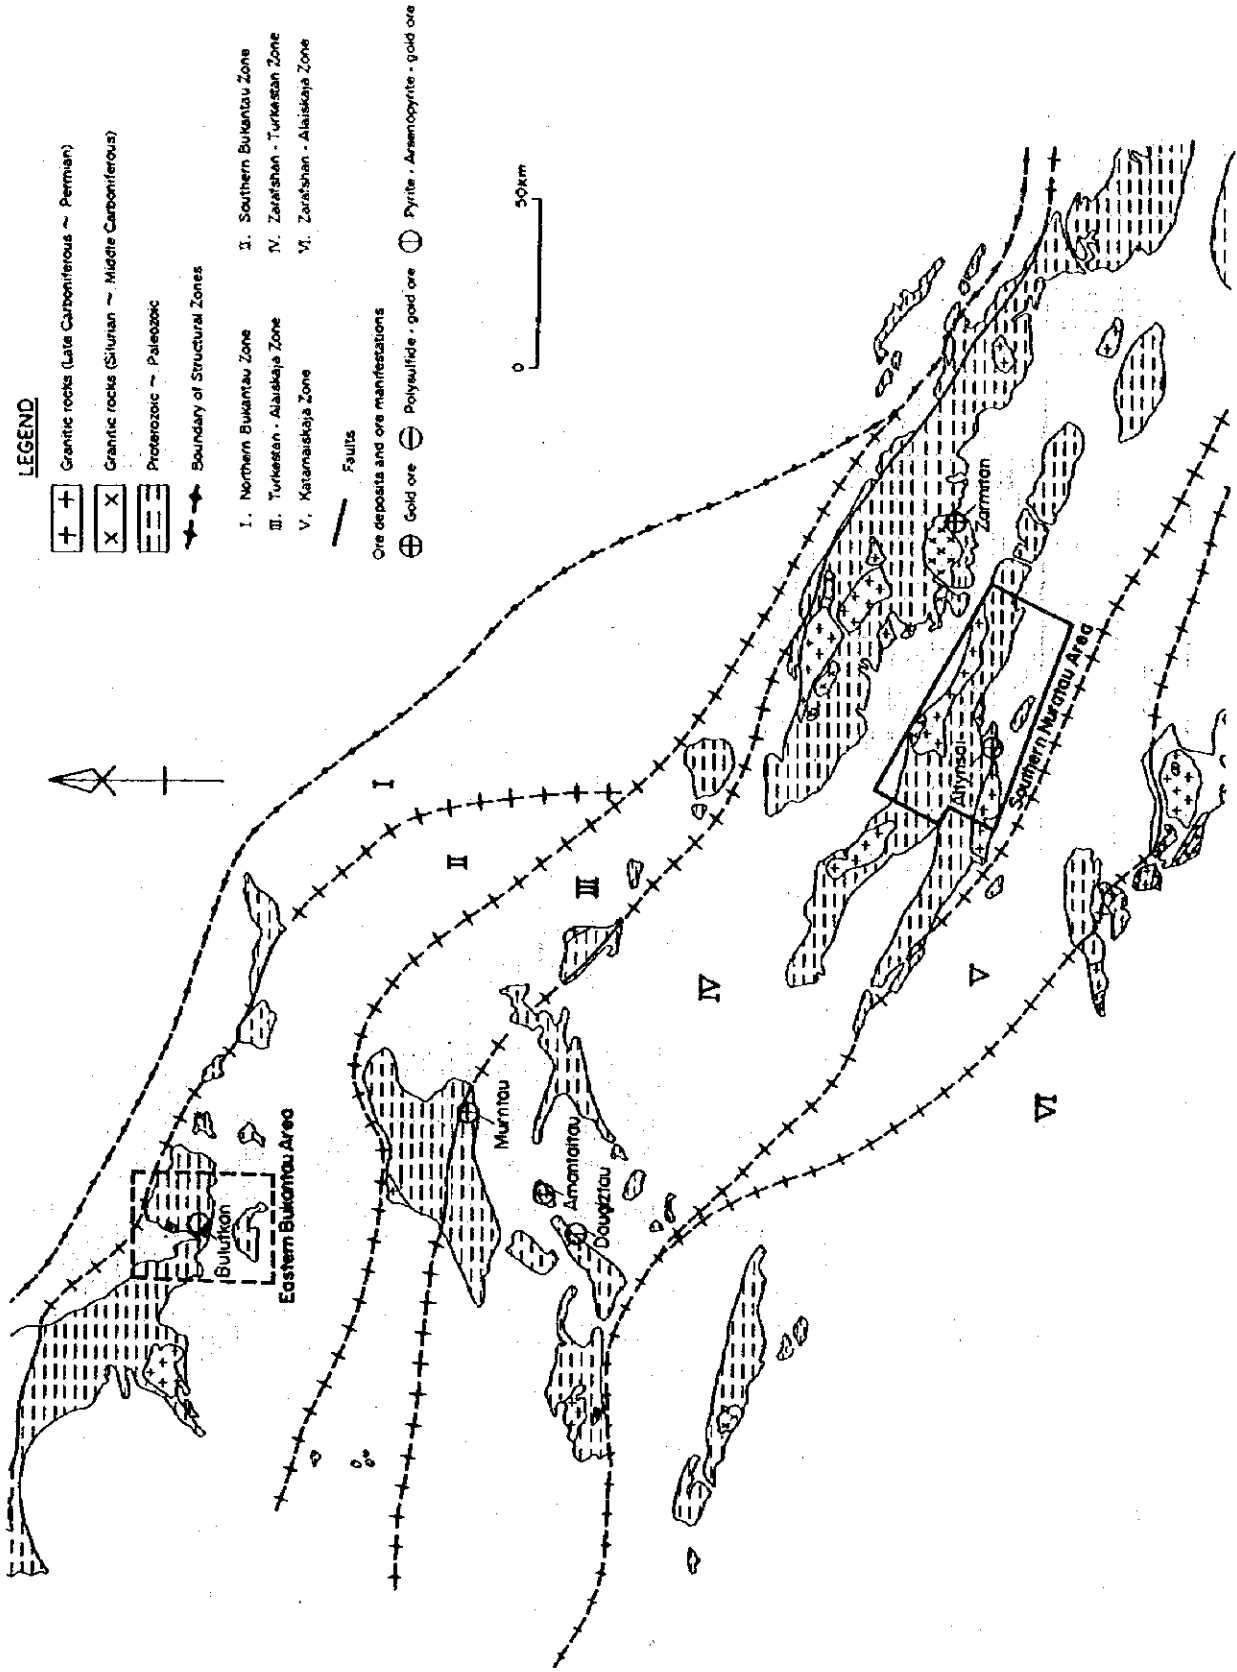 LEGEND
Granitic rocks (Late Carboniferous ~ Permian)
Granitic rocks (Silurian ~ Middle Carboniferous)
Proterozoic ~ Paleozoic
Boundary of Structural Zones
I. Northern Bukantau Zone
II. Southern Bukantau Zone
III. Turkestan - Alaiskaja Zone
IV. Zarafshan - Turkestan Zone
V. Katarnaiskaja Zone
VI. Zarafshan - Alaiskaja Zone
Faults
Ore deposits and ore manifestations
Gold ore
Polysulfide - gold ore
Pyrite - Arsenopyrite - gold ore
0
50km
I
II
III
IV
V
VI
Bulutkan
Eastern Bukantau Area
Muruntau
Amantaitau
Daugiztau
Zarmitan
Altynsai
Southern Nuratau Area